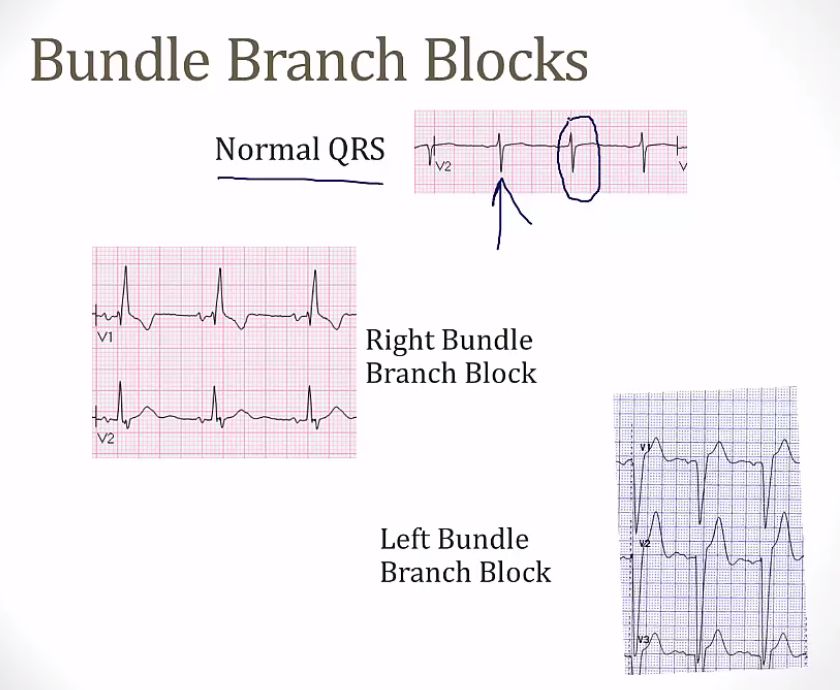 Bundle Branch Blocks
Normal QRS
V2
V
V1
Right Bundle
Branch Block
V2
V1
Left Bundle
Branch Block
V2
V3